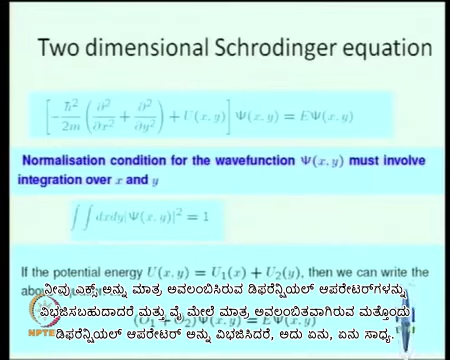 Two dimensional Schrodinger equation
[-ħ²/2m (∂²/∂x² + ∂²/∂y²) + U(x, y)] Ψ(x, y) = EΨ(x, y)
Normalisation condition for the wavefunction Ψ(x, y) must involve
integration over x and y
∫ ∫ dxdy|Ψ(x, y)|² = 1
If the potential energy U(x, y) = U₁(x) + U₂(y), then we can write the
ನೀವು ಎಕ್ಸ್ ಅನ್ನು ಮಾತ್ರ ಅವಲಂಬಿಸಿರುವ ಡಿಫರೆನ್ಷಿಯಲ್ ಆಪರೇಟರ್‌ಗಳನ್ನು
ವಿಭಜಿಸಬಹುದಾದರೆ ಮತ್ತು ವೈ ಮೇಲೆ ಮಾತ್ರ ಅವಲಂಬಿತವಾಗಿರುವ ಮತ್ತೊಂದು
ಡಿಫರೆನ್ಷಿಯಲ್ ಆಪರೇಟರ್ ಅನ್ನು ವಿಭಜಿಸಿದರೆ, ಅದು ಏನು, ಏನು ಸಾಧ್ಯ.
(O₁ + O₂)Ψ(x, y) = EΨ(x, y)
NPTEL